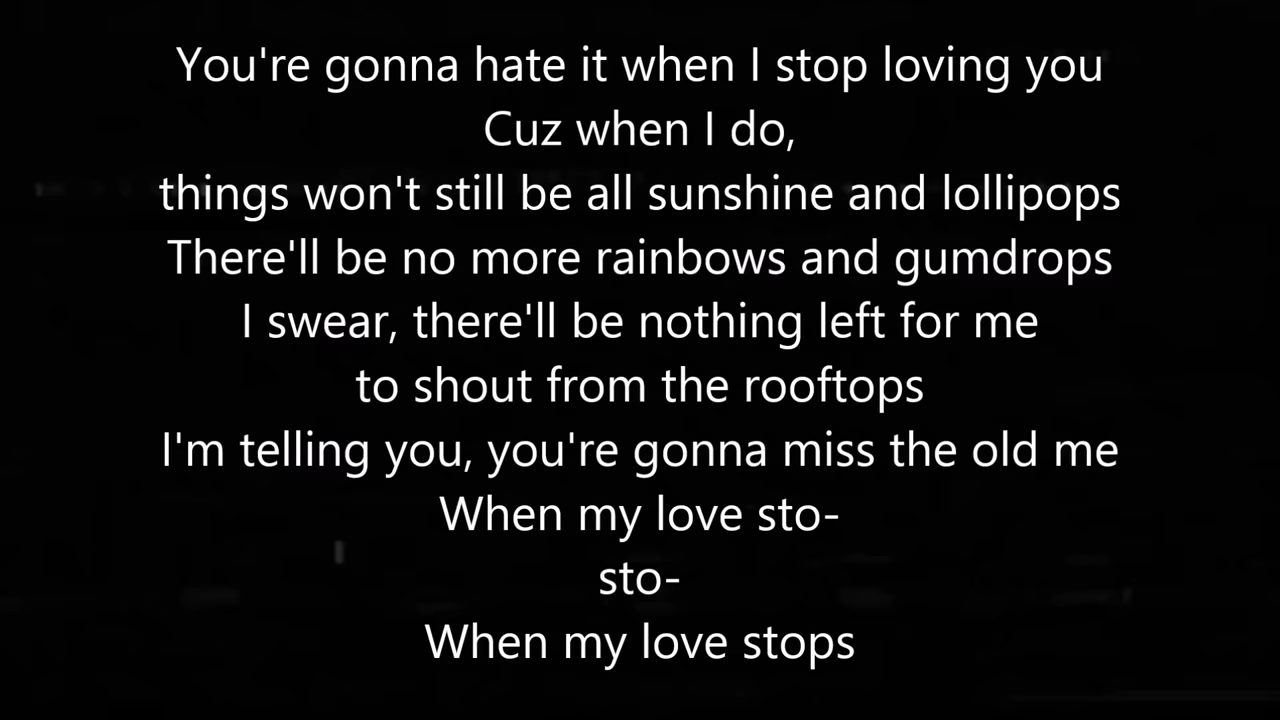 You're gonna hate it when I stop loving you
Cuz when I do,
things won't still be all sunshine and lollipops
There'll be no more rainbows and gumdrops
I swear, there'll be nothing left for me
to shout from the rooftops
I'm telling you, you're gonna miss the old me
When my love sto-
sto-
When my love stops